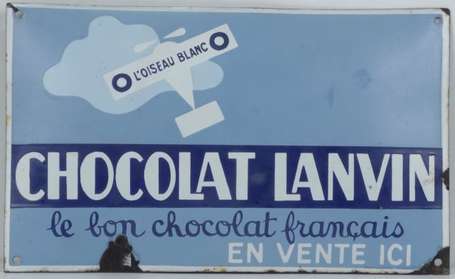 L'OISEAU BLANC
CHOCOLAT LANVIN
le bon chocolat français
EN VENTE ICI